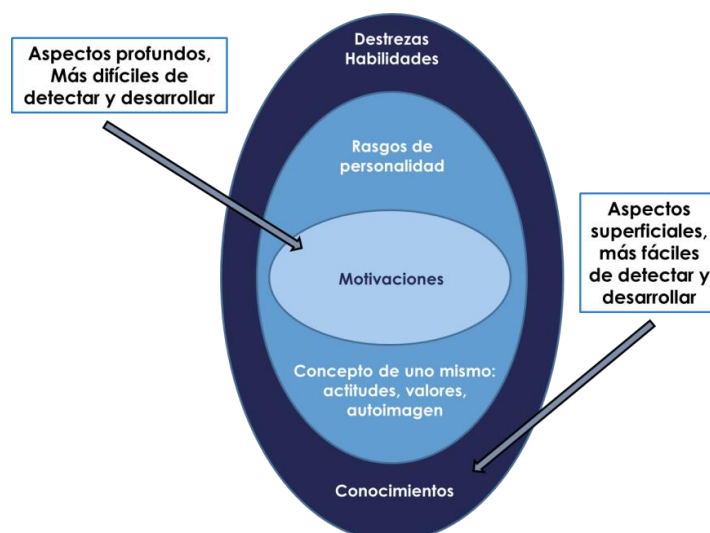 Destrezas
Habilidades
Aspectos profundos,
Más difíciles de
detectar y desarrollar
Rasgos de
personalidad
Aspectos
superficiales,
más fáciles
de detectar y
desarrollar
Motivaciones
Concepto de uno mismo:
actitudes, valores,
autoimagen
Conocimientos